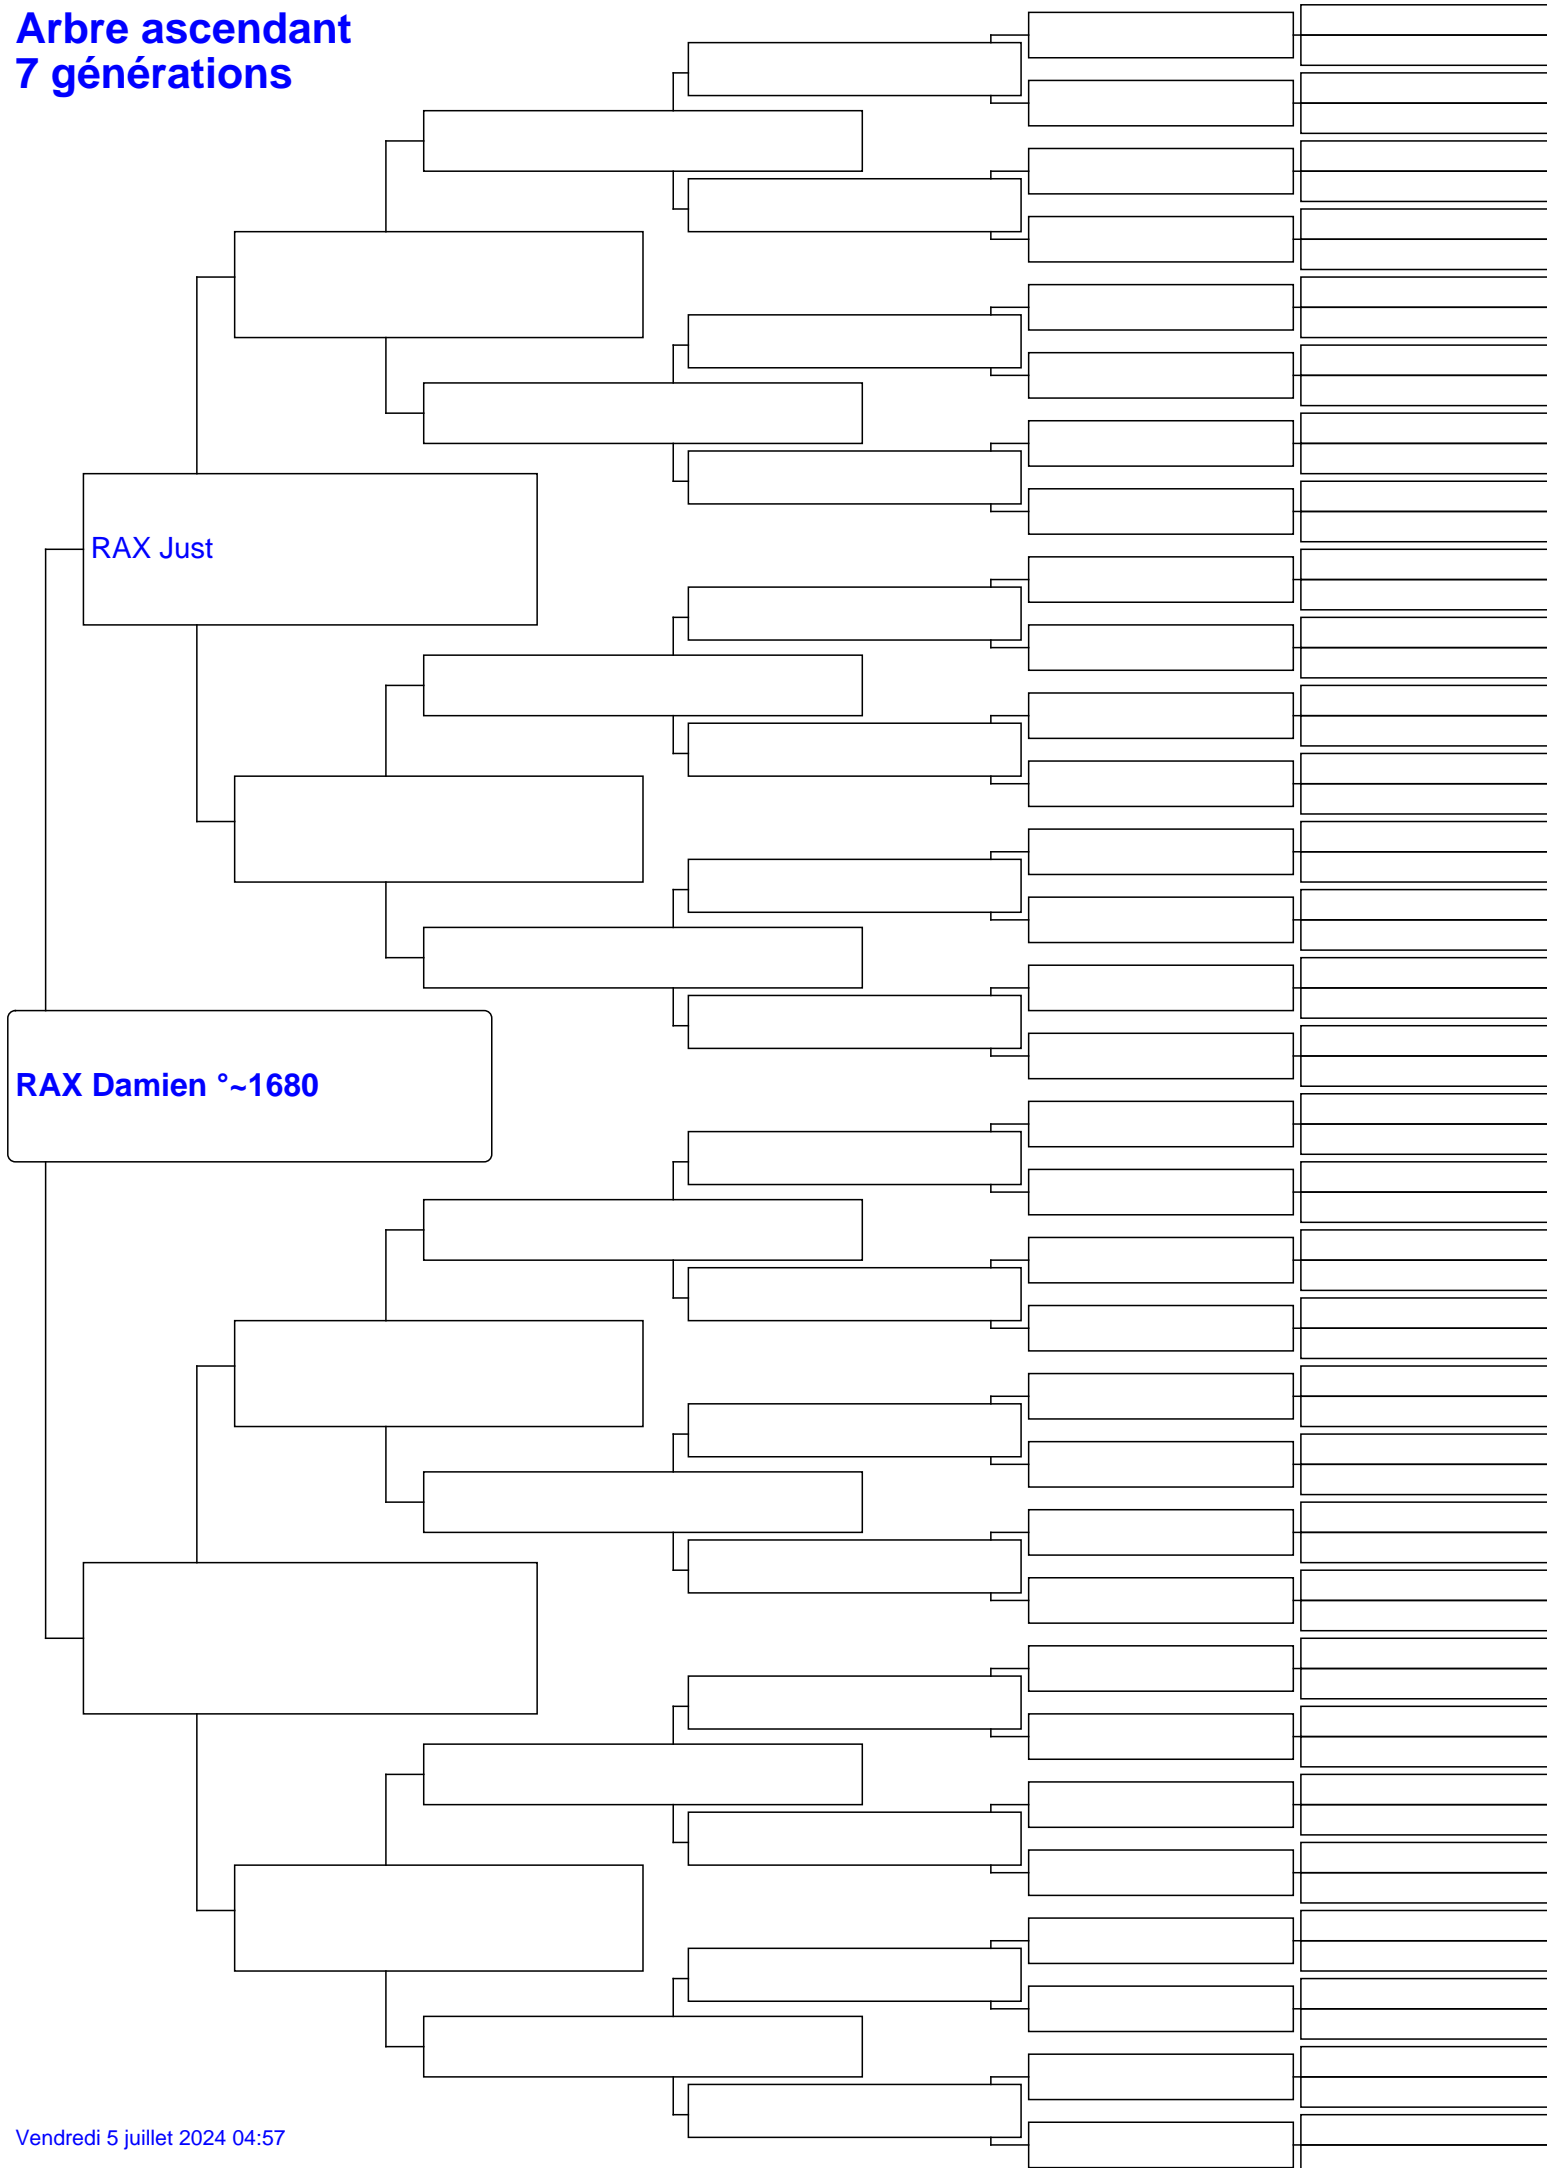 Arbre ascendant
7 générations
RAX Just
RAX Damien °~1680
Vendredi 5 juillet 2024 04:57